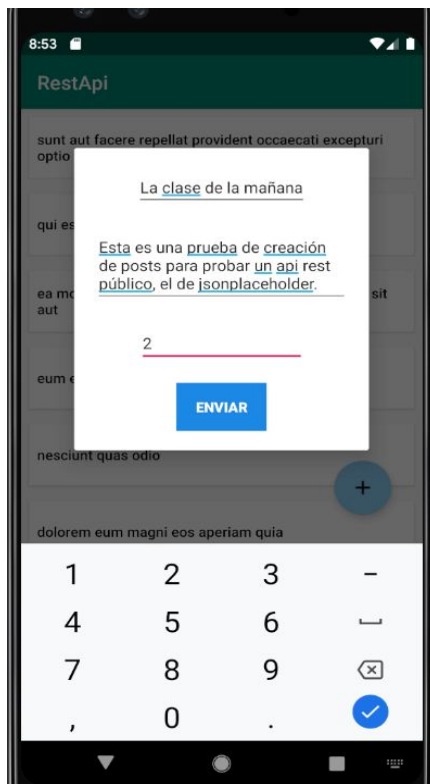 8:53
RestApi
sunt aut facere repellat provident occaecati excepturi
optio
La clase de la mañana
qui es
Esta es una prueba de creación
de posts para probar un api rest
público, el de jsonplaceholder.
ea mo
sit
aut
2
eum e
ENVIAR
nesciunt quas odio
+
dolorem eum magni eos aperiam quia
1 2 3 -
4 5 6
7 8 9
, 0 .